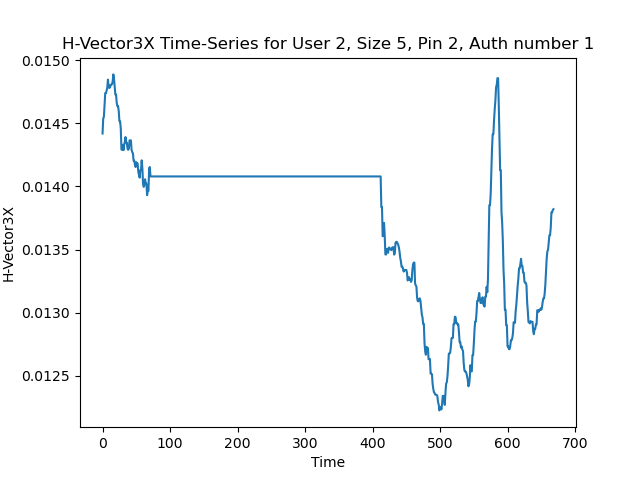 H-Vector3X Time-Series for User 2, Size 5, Pin 2, Auth number 1
0.0150
0.0145
0.0140
0.0135
0.0130
0.0125
H-Vector3X
0 100 200 300 400 500 600 700
Time